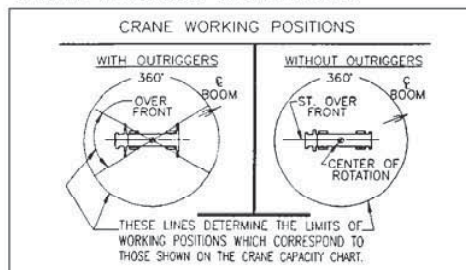 CRANE WORKING POSITIONS
WITH OUTRIGGERS
360°
℄
BOOM
OVER
FRONT
WITHOUT OUTRIGGERS
360°
℄
BOOM
ST. OVER
FRONT
CENTER OF
ROTATION
THESE LINES DETERMINE THE LIMITS OF
WORKING POSITIONS WHICH CORRESPOND TO
THOSE SHOWN ON THE CRANE CAPACITY CHART.